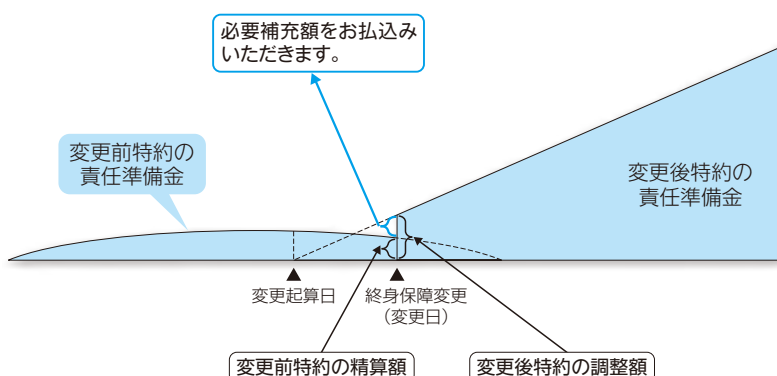 必要補充額をお払込み
いただきます。
変更前特約の
責任準備金
変更後特約の
責任準備金
変更起算日
終身保障変更
（変更日）
変更前特約の精算額
変更後特約の調整額